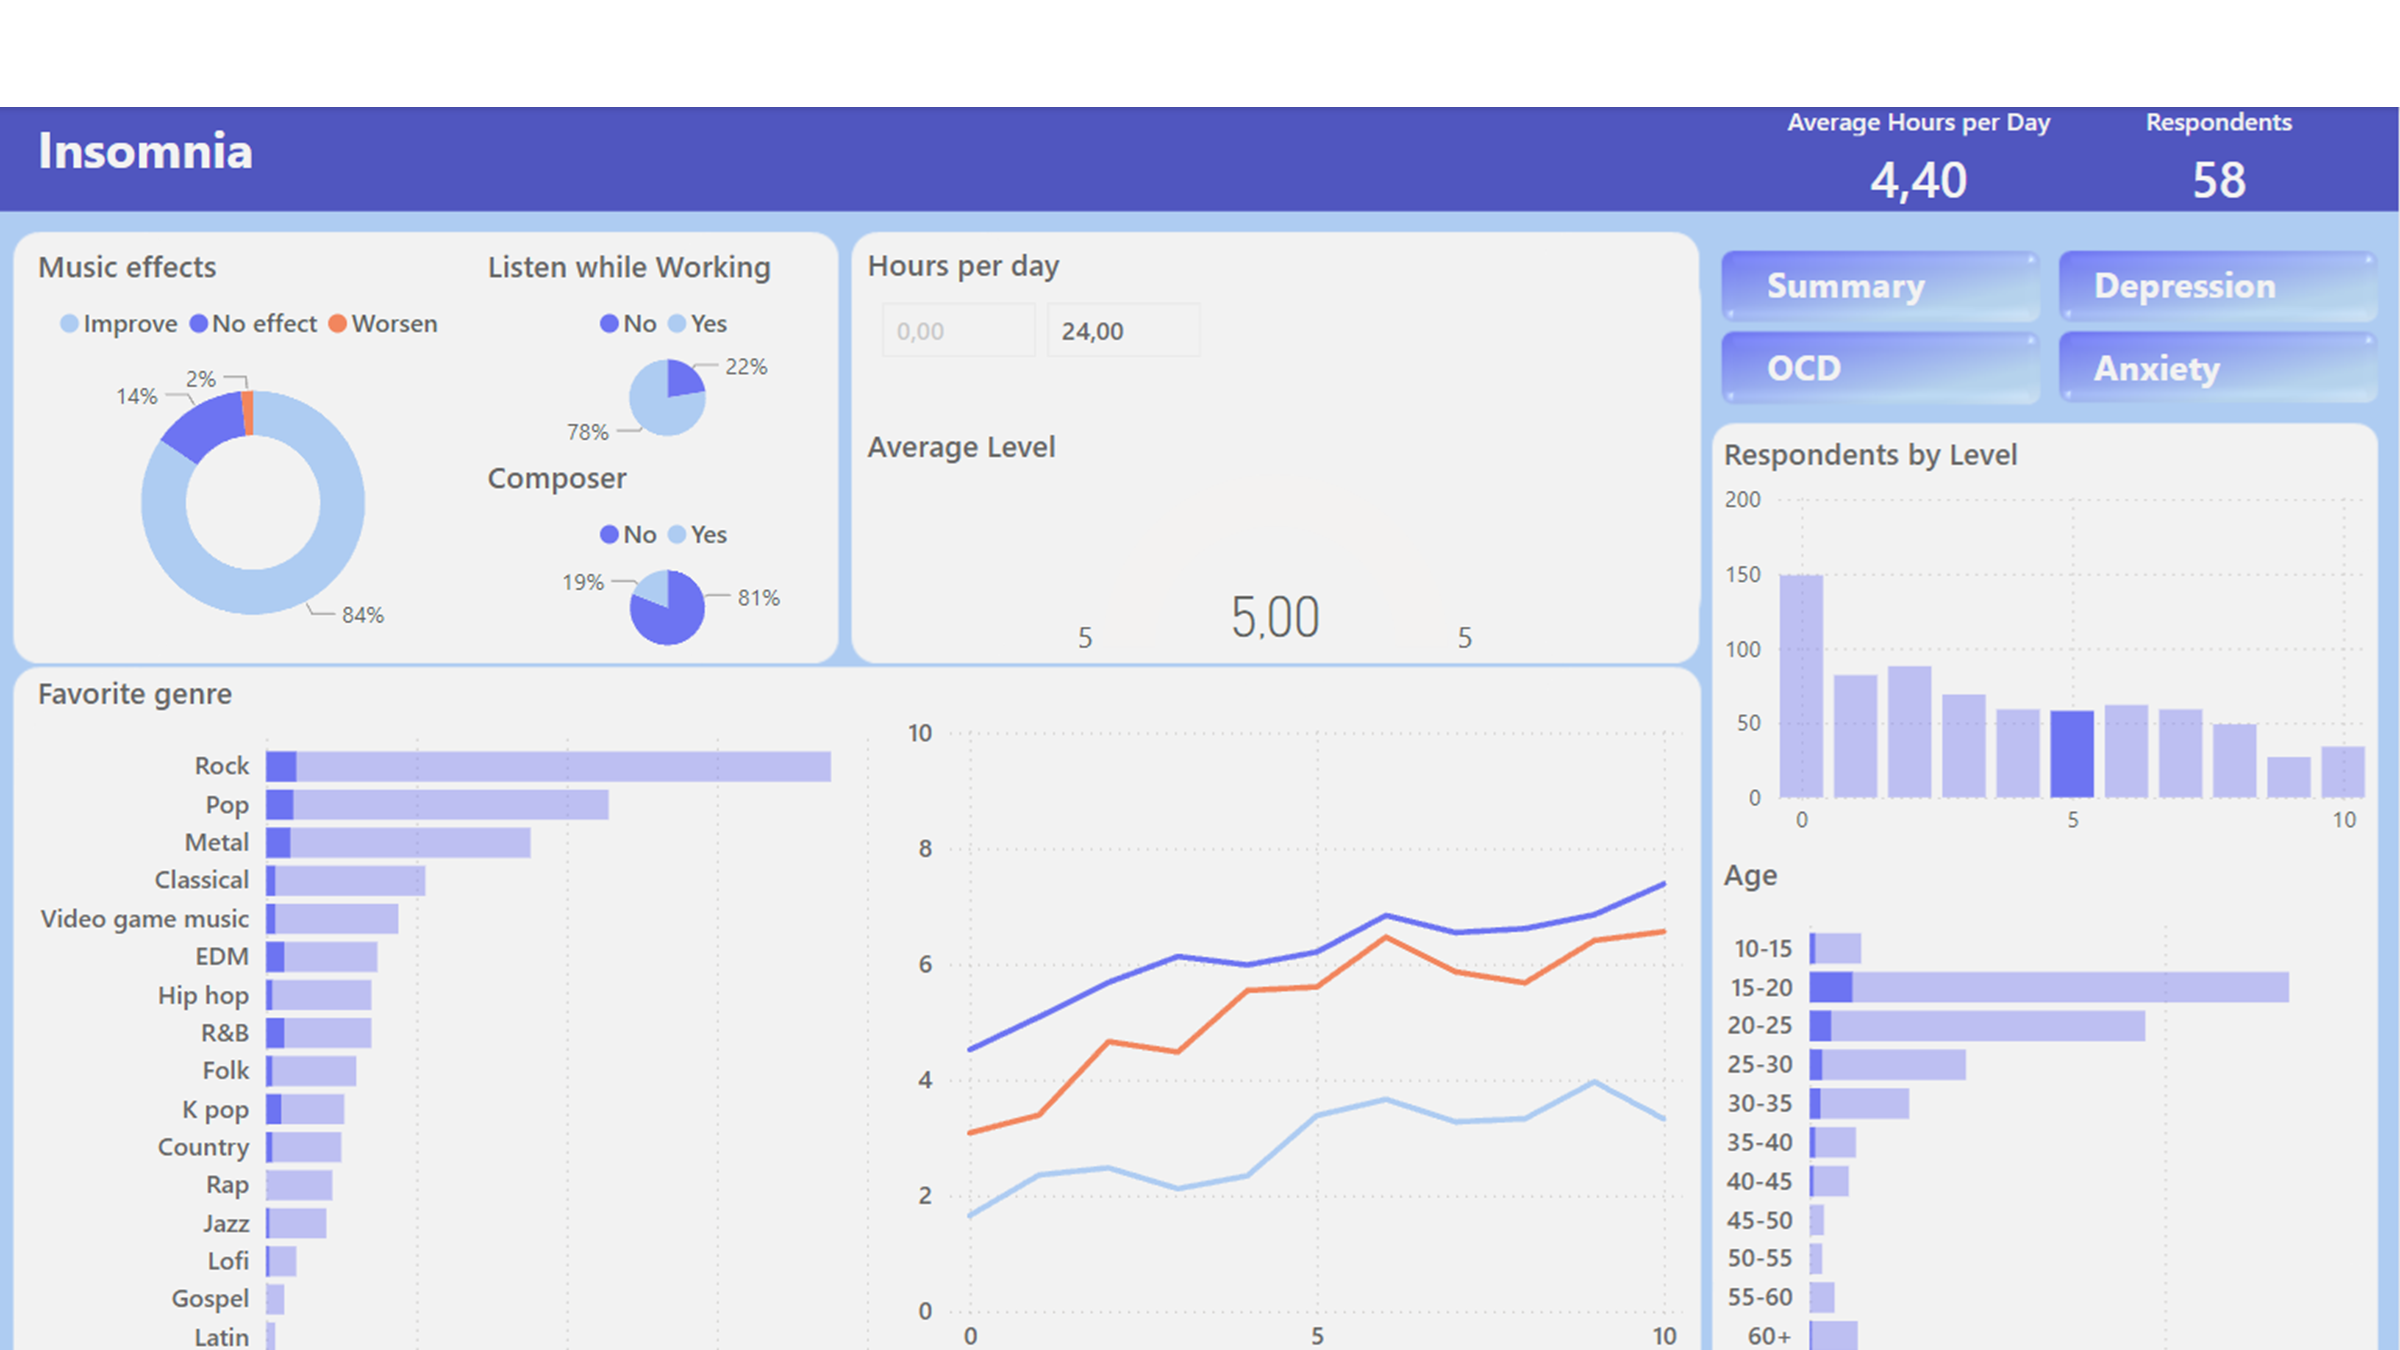 Insomnia
Average Hours per Day
4,40
Respondents
58
Music effects
Improve No effect Worsen
2%
14%
84%
Listen while Working
No Yes
22%
78%
Composer
No Yes
19%
81%
Hours per day
0,00 24,00
Average Level
5 5,00 5
Summary Depression
OCD Anxiety
Respondents by Level
200
150
100
50
0
0 5 10
Favorite genre
Rock
Pop
Metal
Classical
Video game music
EDM
Hip hop
R&B
Folk
K pop
Country
Rap
Jazz
Lofi
Gospel
Latin
10
8
6
4
2
0
0 5 10
Age
10-15
15-20
20-25
25-30
30-35
35-40
40-45
45-50
50-55
55-60
60+